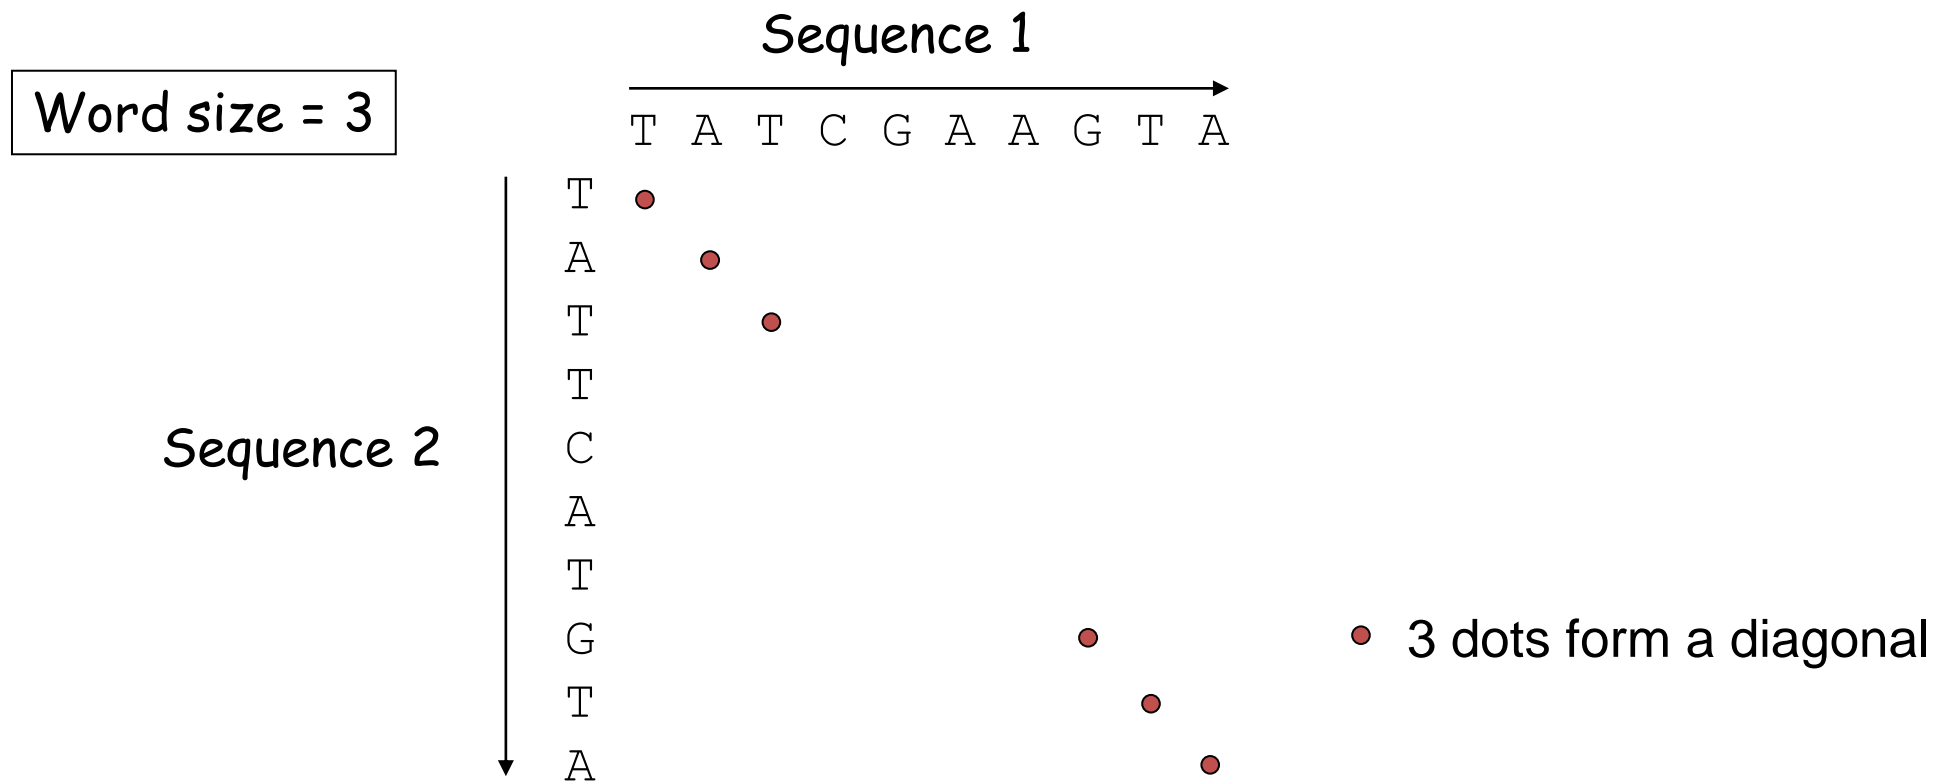 Sequence 1
Word size = 3
T A T C G A A G T A
T
A
T
T
C
Sequence 2
A
T
G
3 dots form a diagonal
T
A